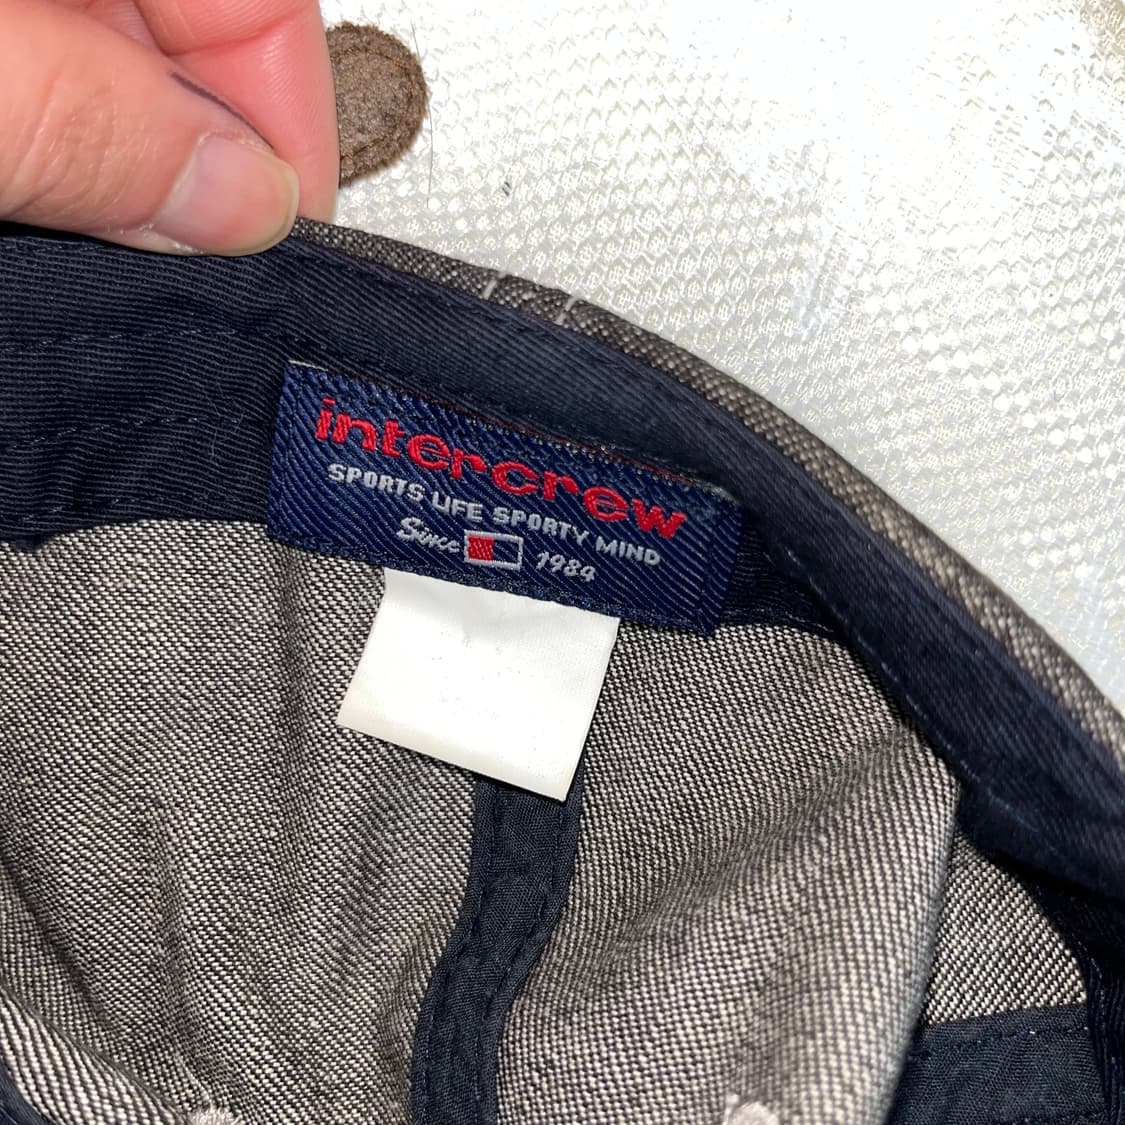 intercrew
SPORTS LIFE SPORTY MIND
Since 1984